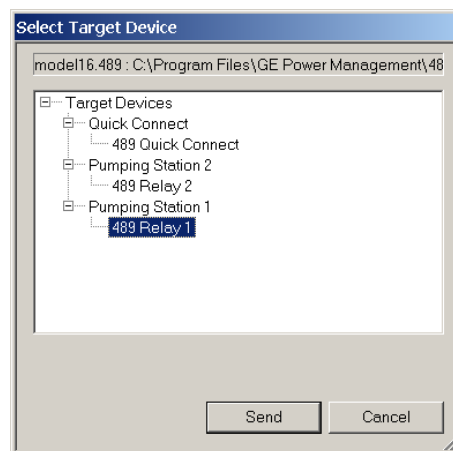 Select Target Device
model16.489 : C:\Program Files\GE Power Management\48
Target Devices
Quick Connect
489 Quick Connect
Pumping Station 2
489 Relay 2
Pumping Station 1
489 Relay 1
Send Cancel